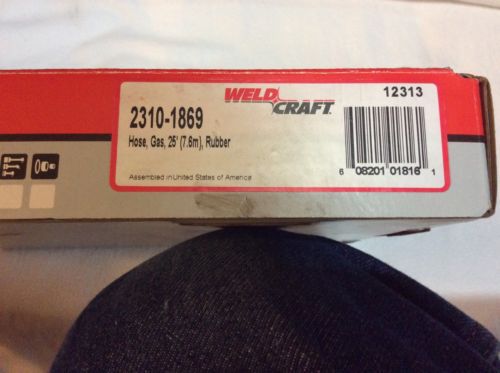 WELD CRAFT.
12313
2310-1869
Hose, Gas, 25' (7.6m), Rubber
Assembled in United States of America
6 08201 01816 1